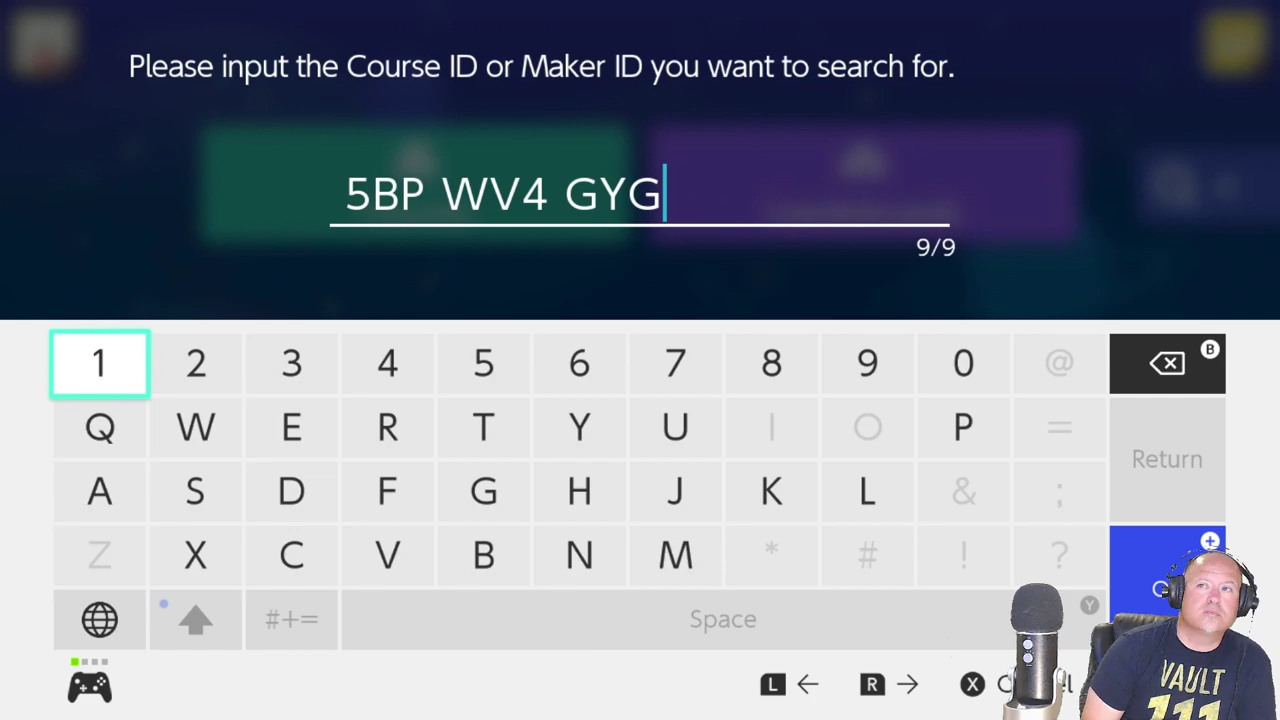 Please input the Course ID or Maker ID you want to search for.
5BP WV4 GYG
9/9
1 2 3 4 5 6 7 8 9 0 @ B
Q W E R T Y U I O P = Return
A S D F G H J K L & ;
Z X C V B N M * # ! ? +
#+= Space Y
L ← R → X
VAULT
111